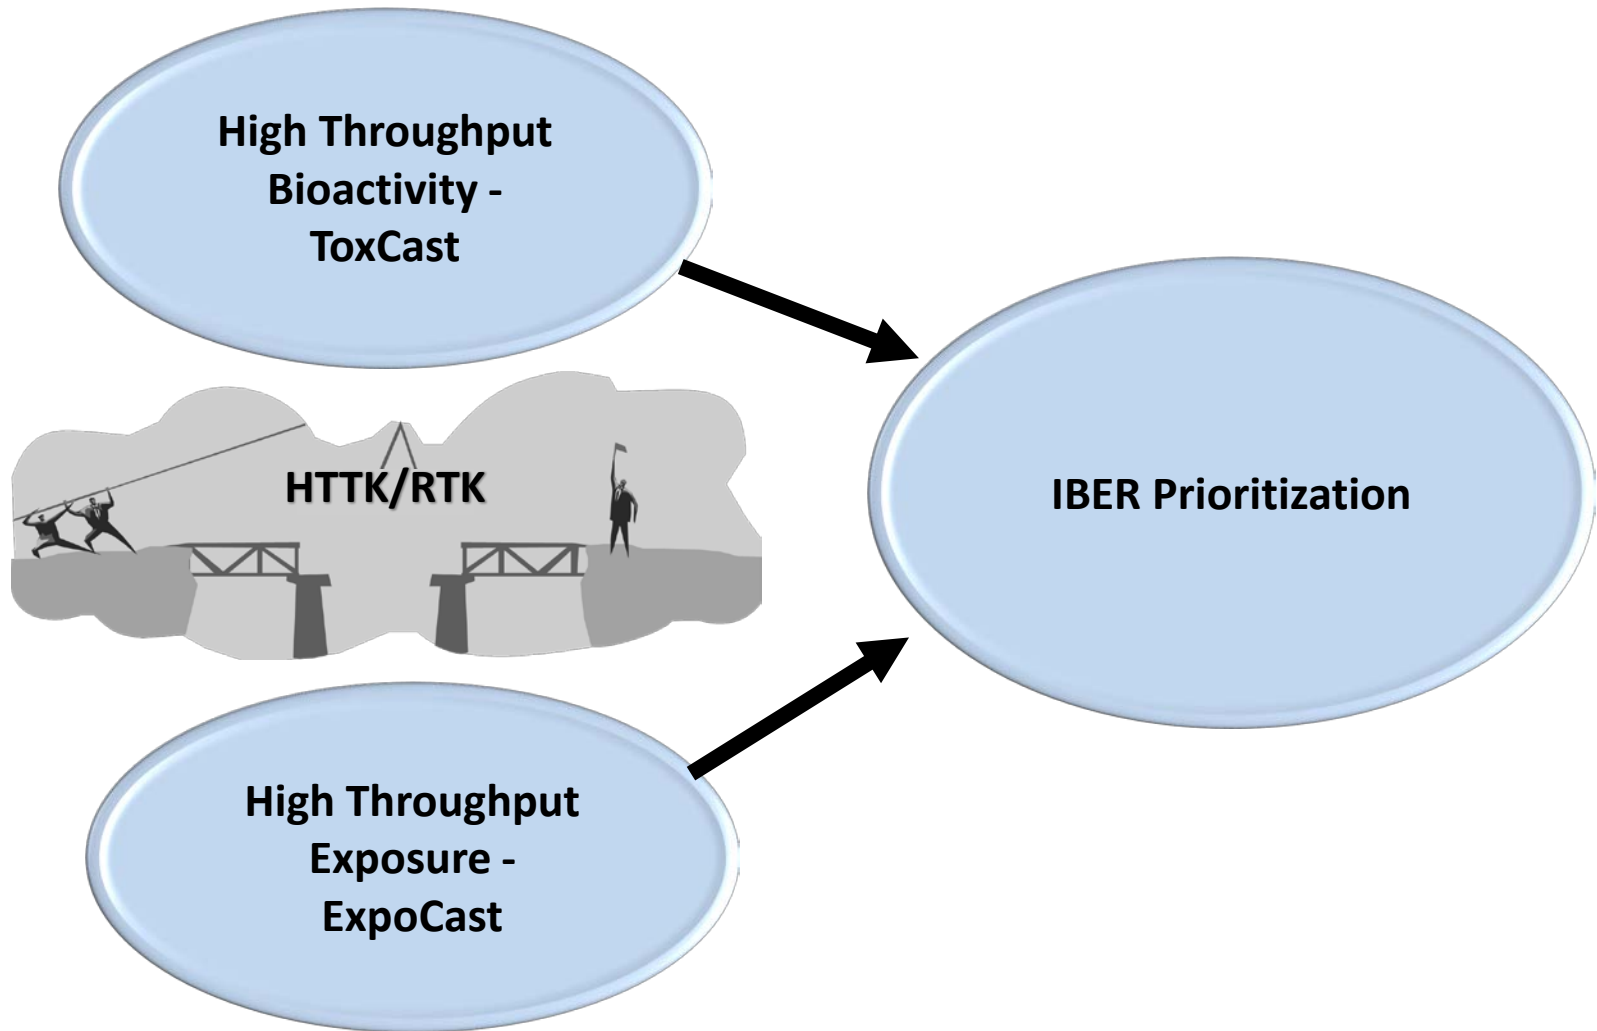 High Throughput
Bioactivity -
ToxCast
HTTK/RTK
IBER Prioritization
High Throughput
Exposure -
ExpoCast